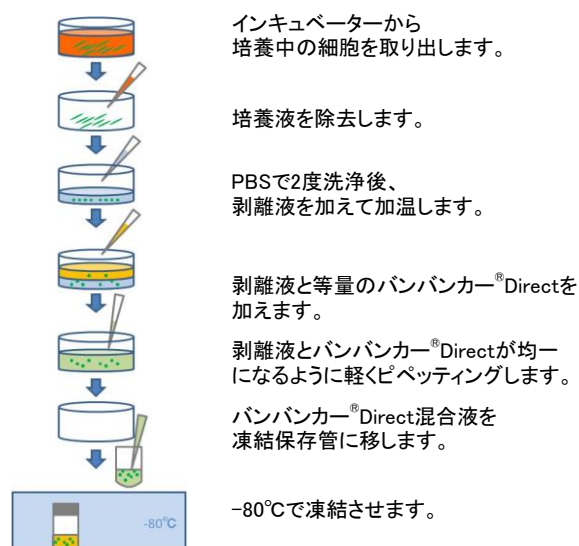 インキュベーターから
培養中の細胞を取り出します。
培養液を除去します。
PBSで2度洗浄後、
剥離液を加えて加温します。
剥離液と等量のバンバンカー®Directを
加えます。
剥離液とバンバンカー®Directが均一
になるように軽くピペッティングします。
バンバンカー®Direct混合液を
凍結保存管に移します。
-80℃
-80℃で凍結させます。